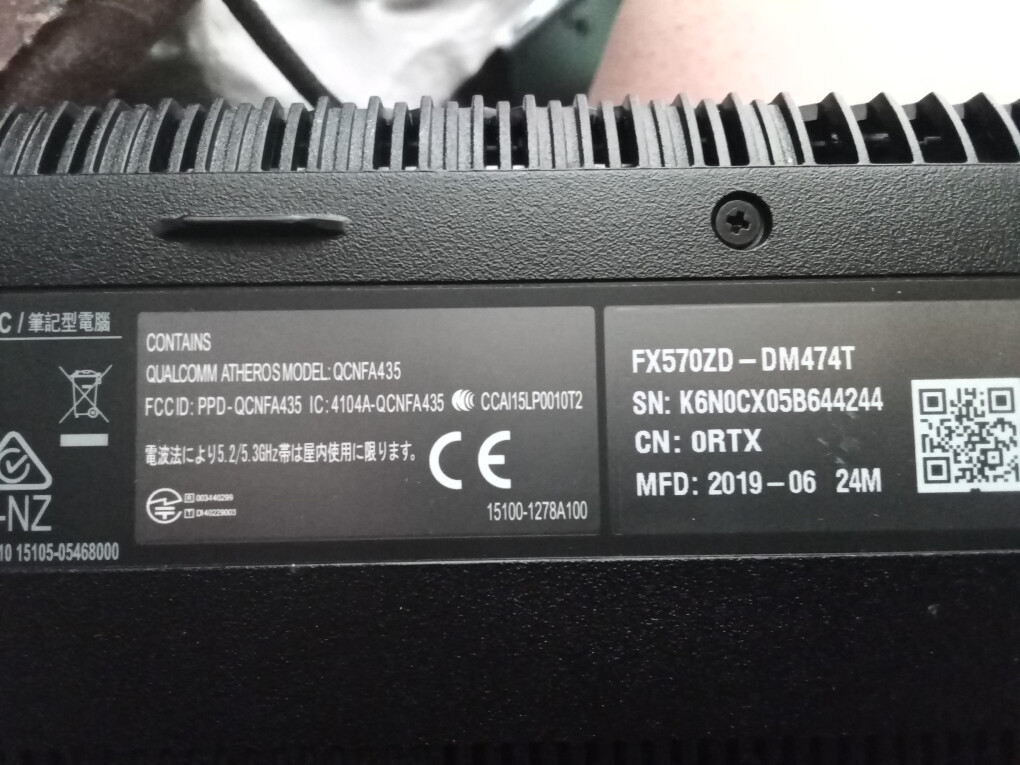 C / 筆記型電腦
-NZ
10 15105-05468000
CONTAINS
QUALCOMM ATHEROS MODEL: QCNFA435
FCC ID: PPD-QCNFA435 IC: 4104A-QCNFA435 CCAI15LP0010T2
電波法により5.2/5.3GHz帯は屋内に限ります。
CE
R 003440299
T D140229003
15100-1278A100
FX570ZD-DM474T
SN: K6N0CX05B644244
CN: 0RTX
MFD: 2019-06 24M